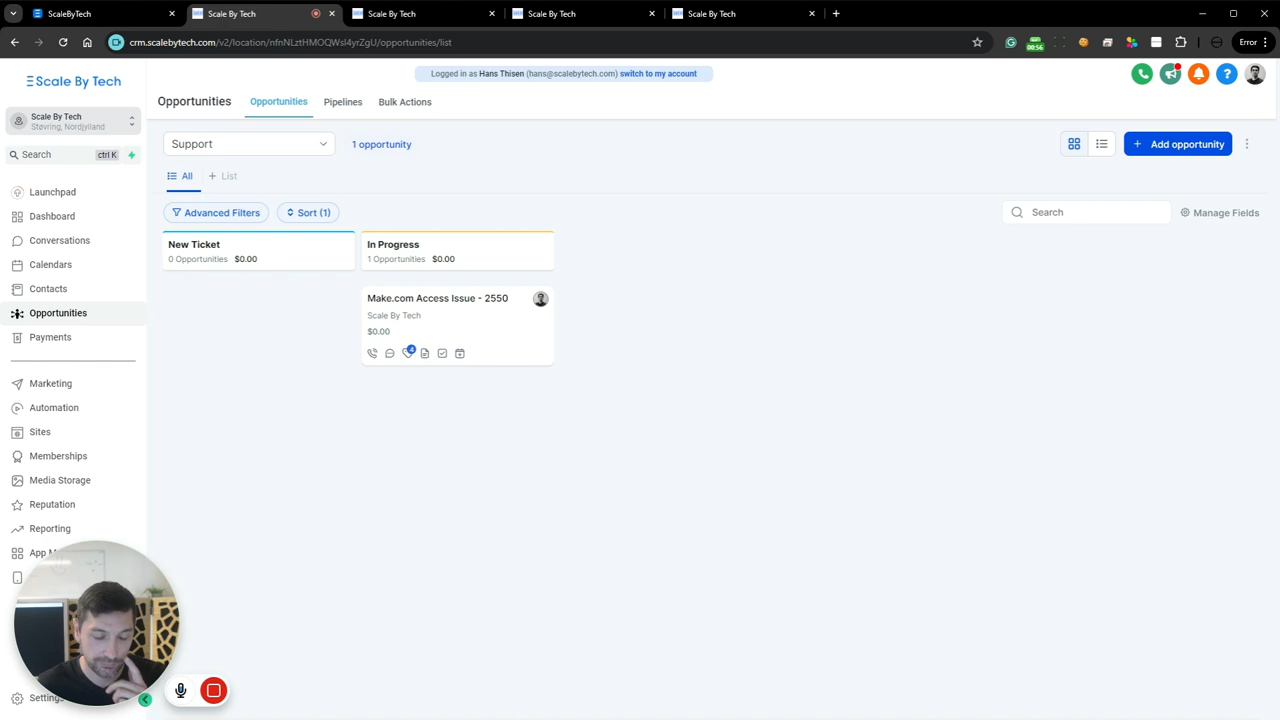 ScaleByTech
Scale By Tech
Scale By Tech
Scale By Tech
Scale By Tech
crm.scalebytech.com/v2/location/nfnNLztHMOQWsl4yrZgU/opportunities/list
00:56
Error
Scale By Tech
Logged in as Hans Thisen (hans@scalebytech.com) switch to my account
Scale By Tech
Støvring, Nordjylland
Search
ctrl K
Launchpad
Dashboard
Conversations
Calendars
Contacts
Opportunities
Payments
Marketing
Automation
Sites
Memberships
Media Storage
Reputation
Reporting
App M
Settings
Opportunities
Opportunities
Pipelines
Bulk Actions
Support
1 opportunity
Add opportunity
All
List
Advanced Filters
Sort (1)
Search
Manage Fields
New Ticket
0 Opportunities $0.00
In Progress
1 Opportunities $0.00
Make.com Access Issue - 2550
Scale By Tech
$0.00
4